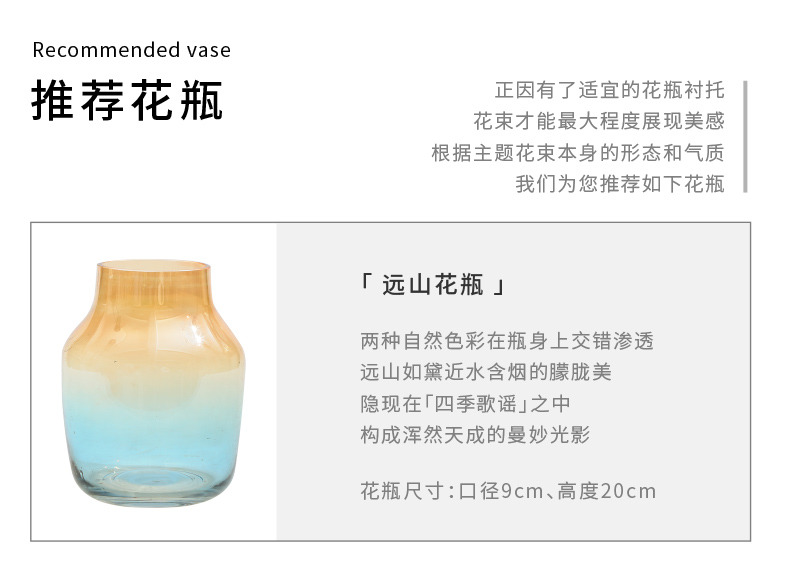 Recommended vase
推荐花瓶
正因有了适宜的花瓶衬托
花束才能最大程度展现美感
根据主题花束本身的形态和气质
我们为您推荐如下花瓶
「 远山花瓶 」
两种自然色彩在瓶身上交错渗透
远山如黛近水含烟的朦胧美
隐现在「四季歌谣」之中
构成浑然天成的曼妙光影
花瓶尺寸:口径9cm、高度20cm